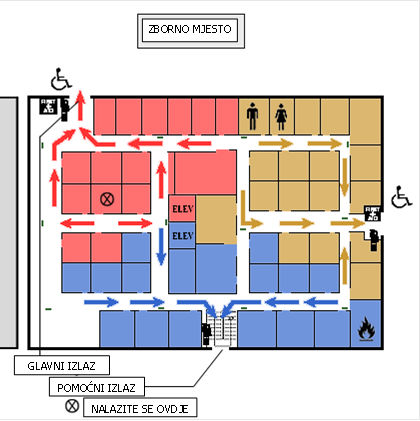 ZBORNO MJESTO
ELEV
ELEV
GLAVNI IZLAZ
POMOĆNI IZLAZ
NALAZITE SE OVDJE